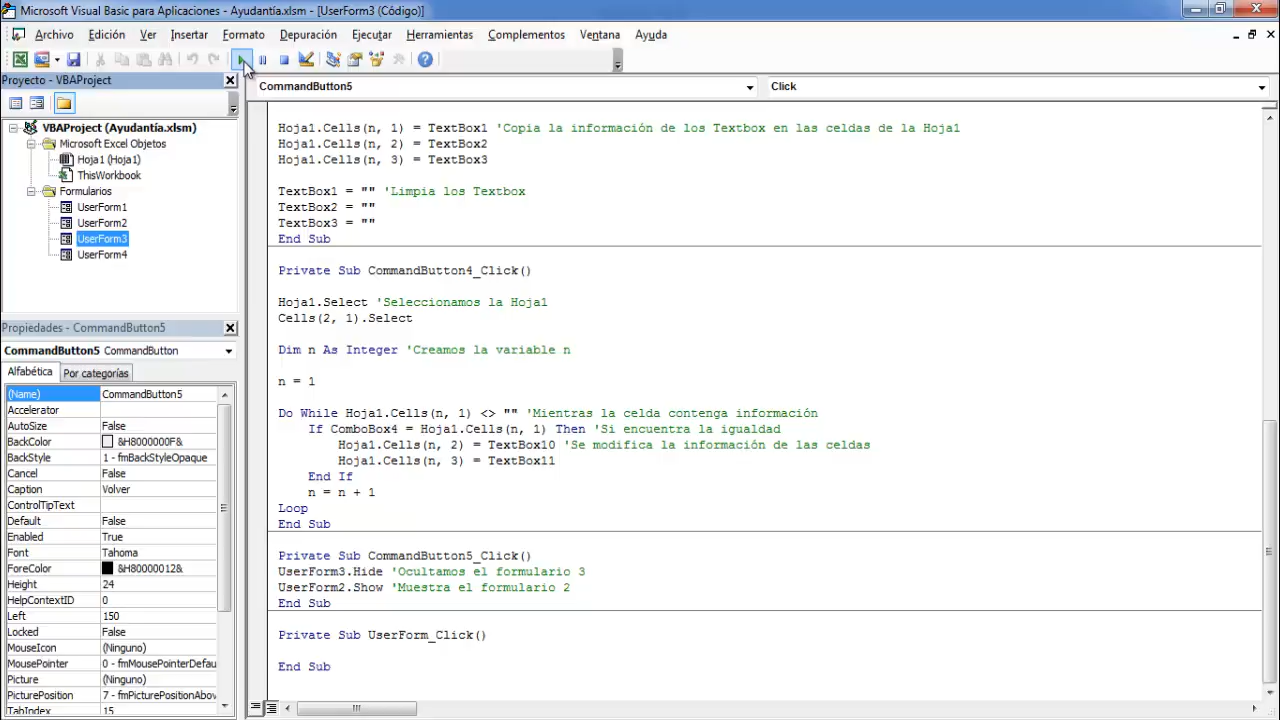 Microsoft Visual Basic para Aplicaciones - Ayudantía.xlsm - [UserForm3 (Código)]
Archivo Edición Ver Insertar Formato Depuración Ejecutar Herramientas Complementos Ventana Ayuda
Proyecto - VBAProject
CommandButton5 Click
VBAProject (Ayudantía.xlsm)
Microsoft Excel Objetos
Hoja1 (Hoja1)
ThisWorkbook
Formularios
UserForm1
UserForm2
UserForm3
UserForm4
Propiedades - CommandButton5
CommandButton5 CommandButton
Alfabética Por categorías
(Name) CommandButton5
Accelerator
AutoSize False
BackColor &H8000000F&
BackStyle 1 - fmBackStyleOpaque
Cancel False
Caption Volver
ControlTipText
Default False
Enabled True
Font Tahoma
ForeColor &H80000012&
Height 24
HelpContextID 0
Left 150
Locked False
MouseIcon (Ninguno)
MousePointer 0 - fmMousePointerDefau
Picture (Ninguno)
PicturePosition 7 - fmPicturePositionAbov
TabIndex 15
Hoja1.Cells(n, 1) = TextBox1 'Copia la información de los Textbox en las celdas de la Hoja1
Hoja1.Cells(n, 2) = TextBox2
Hoja1.Cells(n, 3) = TextBox3
TextBox1 = "" 'Limpia los Textbox
TextBox2 = ""
TextBox3 = ""
End Sub
Private Sub CommandButton4_Click()
Hoja1.Select 'Seleccionamos la Hoja1
Cells(2, 1).Select
Dim n As Integer 'Creamos la variable n
n = 1
Do While Hoja1.Cells(n, 1) <> "" 'Mientras la celda contenga información
If ComboBox4 = Hoja1.Cells(n, 1) Then 'Si encuentra la igualdad
Hoja1.Cells(n, 2) = TextBox10 'Se modifica la información de las celdas
Hoja1.Cells(n, 3) = TextBox11
End If
n = n + 1
Loop
End Sub
Private Sub CommandButton5_Click()
UserForm3.Hide 'Ocultamos el formulario 3
UserForm2.Show 'Muestra el formulario 2
End Sub
Private Sub UserForm_Click()
End Sub